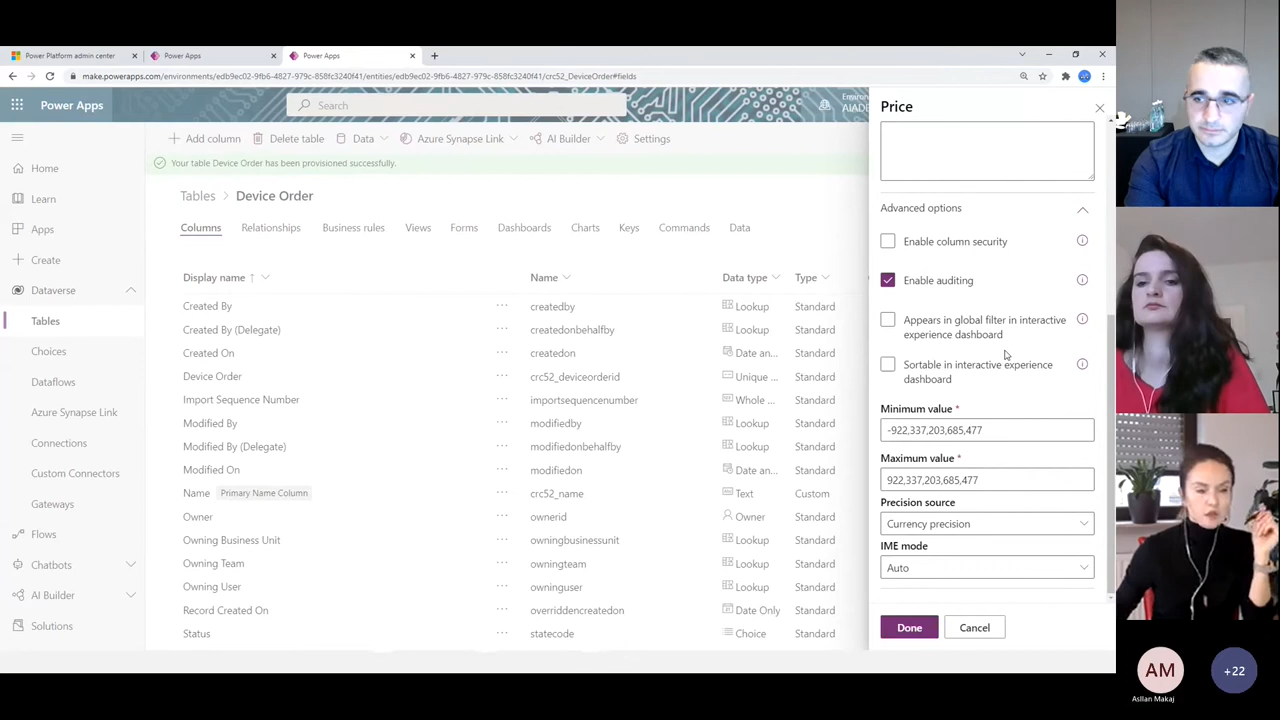 Power Platform admin center
Power Apps
Power Apps
make.powerapps.com/environments/edb9ec02-9fb6-4827-979c-858fc3240f41/entities/edb9ec02-9fb6-4827-979c-858fc3240f41/crc52_DeviceOrder#fields
Power Apps
Search
Environ
AIADI
Add column
Delete table
Data
Azure Synapse Link
AI Builder
Settings
Your table Device Order has been provisioned successfully.
Home
Learn
Apps
Create
Dataverse
Tables
Choices
Dataflows
Azure Synapse Link
Connections
Custom Connectors
Gateways
Flows
Chatbots
AI Builder
Solutions
Tables > Device Order
Columns Relationships Business rules Views Forms Dashboards Charts Keys Commands Data
Display name ↑ Name Data type Type
Created By ... createdby Lookup Standard
Created By (Delegate) ... createdonbehalfby Lookup Standard
Created On ... createdon Date an... Standard
Device Order ... crc52_deviceorderid Unique ... Standard
Import Sequence Number ... importsequencenumber Whole ... Standard
Modified By ... modifiedby Lookup Standard
Modified By (Delegate) ... modifiedonbehalfby Lookup Standard
Modified On ... modifiedon Date an... Standard
Name Primary Name Column ... crc52_name Text Custom
Owner ... ownerid Owner Standard
Owning Business Unit ... owningbusinessunit Lookup Standard
Owning Team ... owningteam Lookup Standard
Owning User ... owninguser Lookup Standard
Record Created On ... overriddencreatedon Date Only Standard
Status ... statecode Choice Standard
Price
Advanced options
Enable column security
Enable auditing
Appears in global filter in interactive
experience dashboard
Sortable in interactive experience
dashboard
Minimum value *
-922,337,203,685,477
Maximum value *
922,337,203,685,477
Precision source
Currency precision
IME mode
Auto
Done
Cancel
AM
Asllan Makaj
+22